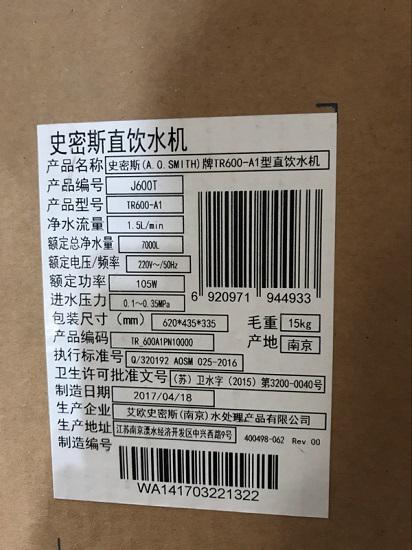 史密斯直饮水机
产品名称 史密斯(A.O.SMITH)牌TR600-A1型直饮水机
产品编号 J600T
产品型号 TR600-A1
净水流量 1.5L/min
额定总净水量 7000L
额定电压/频率 220V~/50Hz
额定功率 105W
进水压力 0.1~0.35MPa
6 920971 944933
包装尺寸(mm) 620*435*335 毛重 15kg
产品编码 TR_600A1PN10000 产地 南京
执行标准号 Q/320192 AOSM 025-2016
卫生许可批准文号 (苏)卫水字(2015)第3200-0040号
制造日期 2017/04/18
生产企业 艾欧史密斯(南京)水处理产品有限公司
生产地址 江苏南京溧水经济开发区中兴西路9号 400498-062 Rev 00
制造编号
WA141703221322